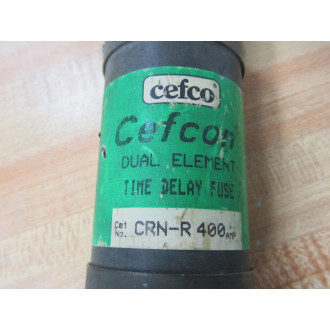 cefco
Cefcon
DUAL ELEMENT
TIME DELAY FUSE
Cat No. CRN-R 400 AMP